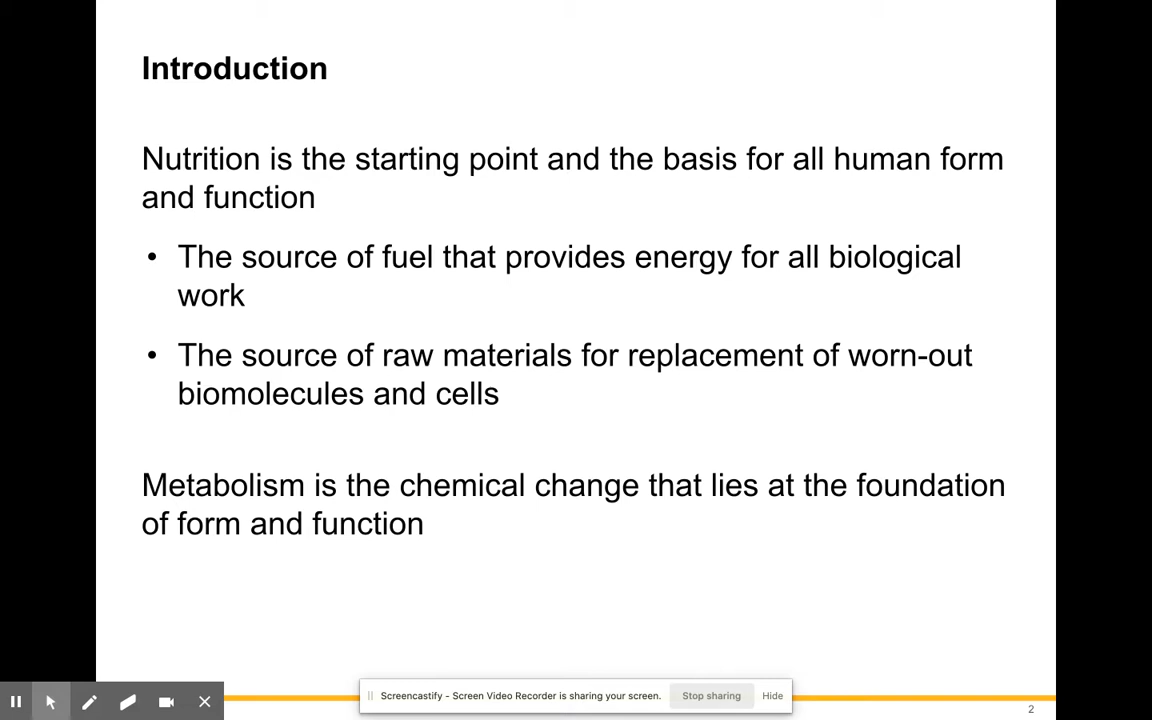 Introduction
Nutrition is the starting point and the basis for all human form
and function
• The source of fuel that provides energy for all biological
work
• The source of raw materials for replacement of worn-out
biomolecules and cells
Metabolism is the chemical change that lies at the foundation
of form and function
Screencastify - Screen Video Recorder is sharing your screen. Stop sharing Hide
2